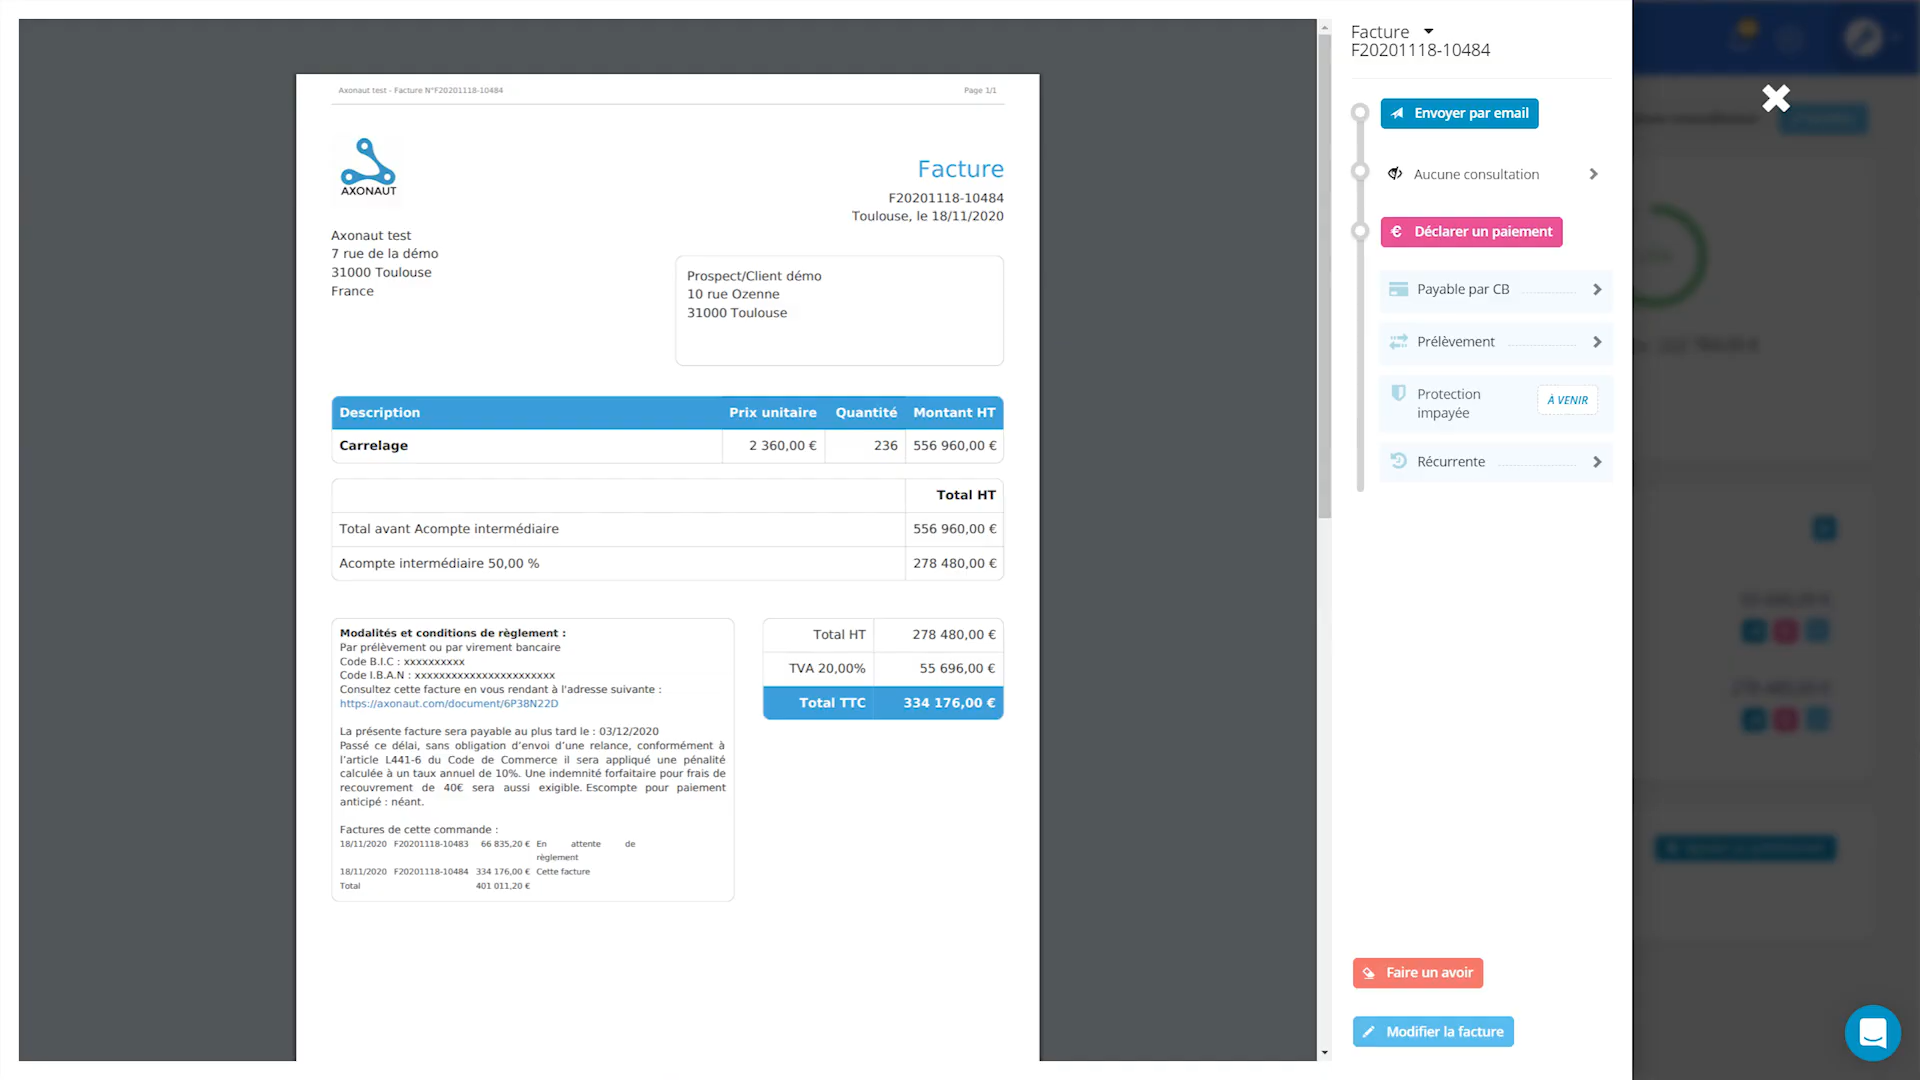 Axonaut test - Facture N°F20201118-10484
Page 1/1
AXONAUT
Facture
F20201118-10484
Toulouse, le 18/11/2020
Axonaut test
7 rue de la démo
31000 Toulouse
France
Prospect/Client démo
10 rue Ozenne
31000 Toulouse
Description Prix unitaire Quantité Montant HT
Carrelage 2 360,00 € 236 556 960,00 €
Total HT
Total avant Acompte intermédiaire 556 960,00 €
Acompte intermédiaire 50,00 % 278 480,00 €
Modalités et conditions de règlement :
Par prélèvement ou par virement bancaire
Code B.I.C : xxxxxxxxxx
Code I.B.A.N : xxxxxxxxxxxxxxxxxxxxxxx
Consultez cette facture en vous rendant à l'adresse suivante :
https://axonaut.com/document/6P38N22D
La présente facture sera payable au plus tard le : 03/12/2020
Passé ce délai, sans obligation d’envoi d’une relance, conformément à
l’article L441-6 du Code de Commerce il sera appliqué une pénalité
calculée à un taux annuel de 10%. Une indemnité forfaitaire pour frais de
recouvrement de 40€ sera aussi exigible. Escompte pour paiement
anticipé : néant.
Factures de cette commande :
18/11/2020 F20201118-10483 66 835,20 € En attente de
règlement
18/11/2020 F20201118-10484 334 176,00 € Cette facture
Total 401 011,20 €
Total HT 278 480,00 €
TVA 20,00% 55 696,00 €
Total TTC 334 176,00 €
Facture
F20201118-10484
Envoyer par email
Aucune consultation
€ Déclarer un paiement
Payable par CB
Prélèvement
Protection
impayée
À VENIR
Récurrente
Faire un avoir
Modifier la facture